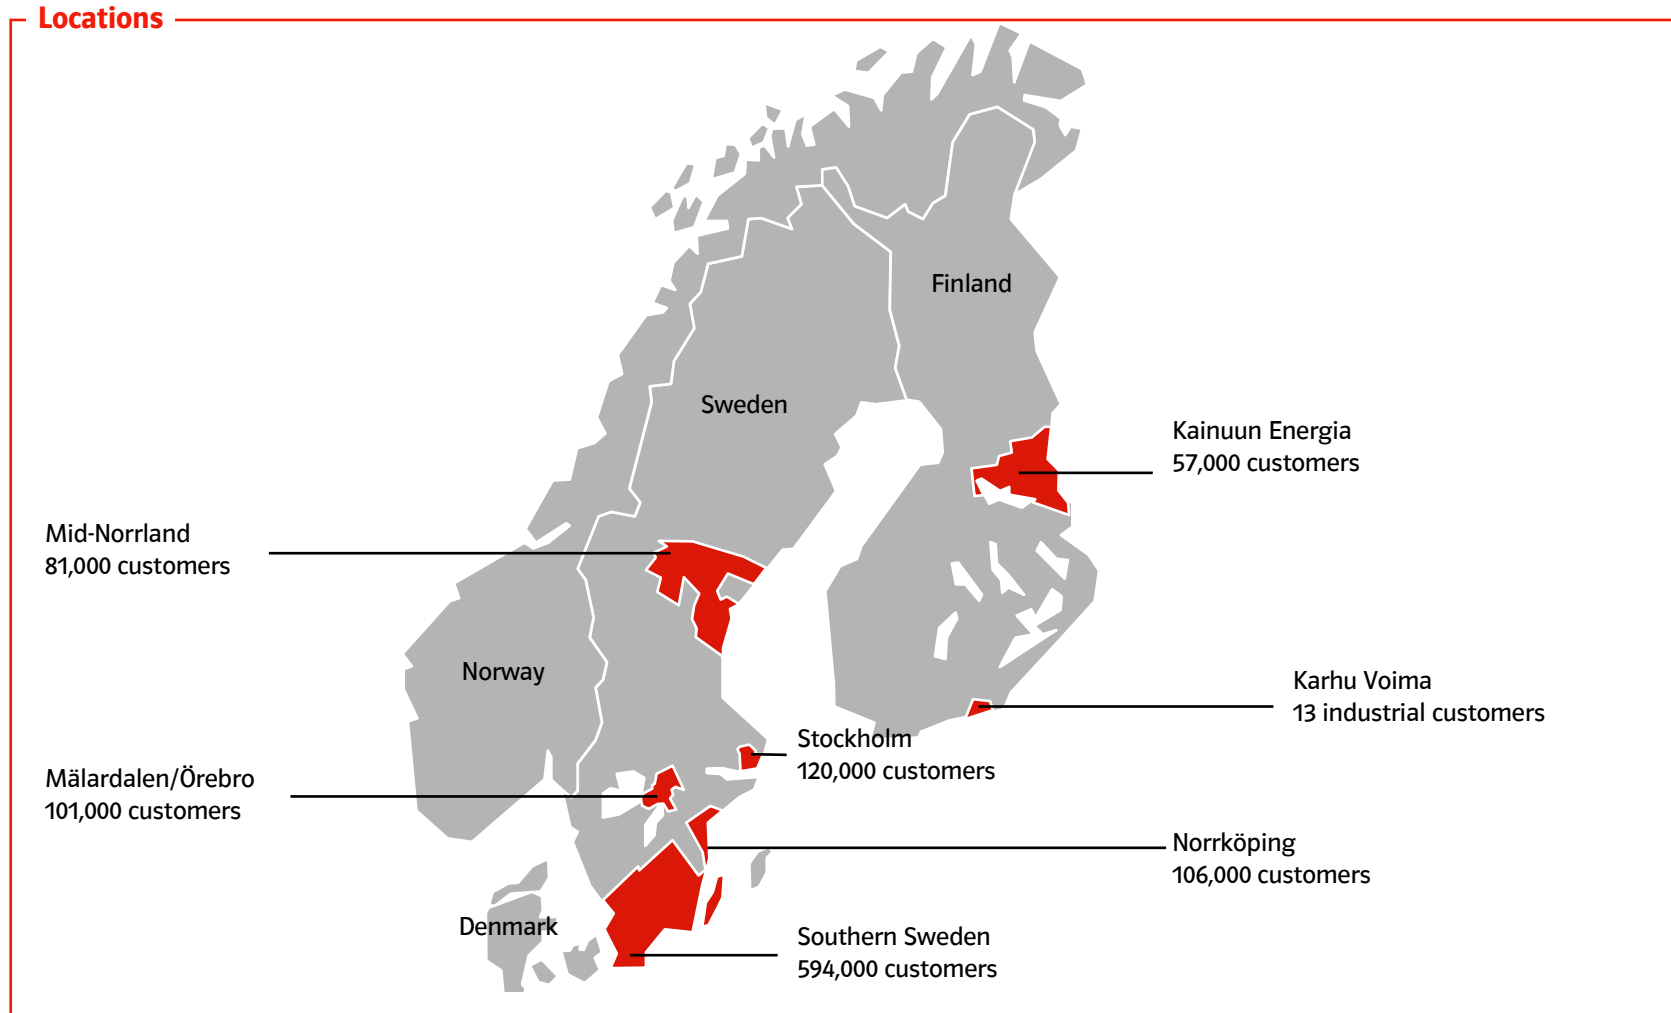 Locations
Finland
Sweden
Kainuun Energia
57,000 customers
Mid-Norrland
81,000 customers
Norway
Karhu Voima
13 industrial customers
Stockholm
120,000 customers
Mälardalen/Örebro
101,000 customers
Norrköping
106,000 customers
Denmark
Southern Sweden
594,000 customers